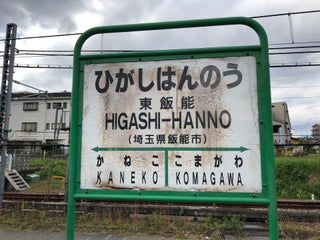 ひがしはんのう
東飯能
HIGASHI-HANNO
(埼玉県飯能市)
かねこ こまがわ
KANEKO KOMAGAWA